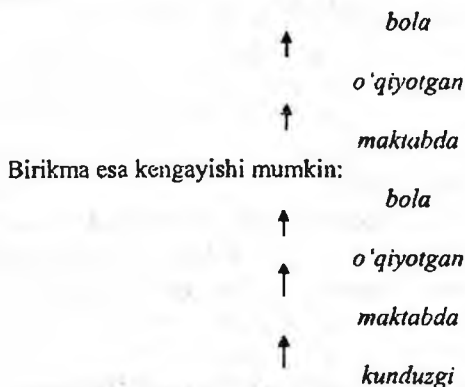 bola
o‘qiyotgan
maktabda
Birikma esa kengayishi mumkin:
bola
o‘qiyotgan
maktabda
kunduzgi